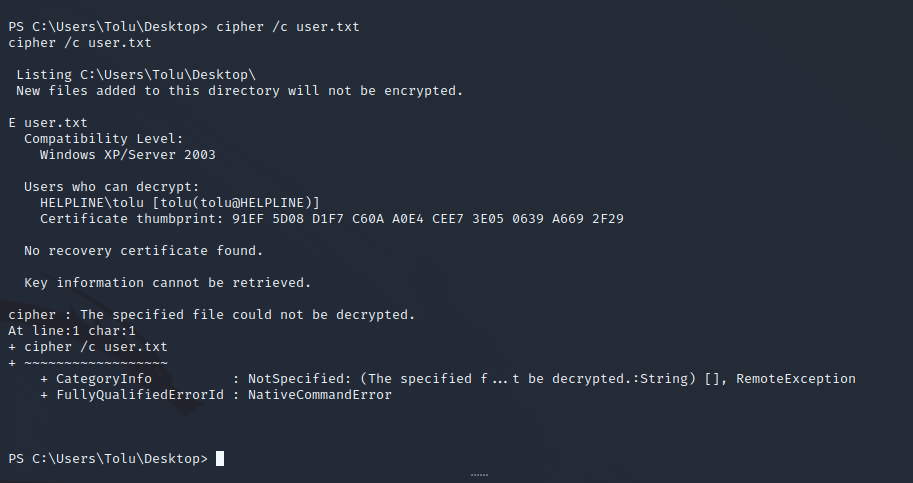 PS C:\Users\Tolu\Desktop> cipher /c user.txt
cipher /c user.txt
 Listing C:\Users\Tolu\Desktop\
 New files added to this directory will not be encrypted.
E user.txt
  Compatibility Level:
    Windows XP/Server 2003
  Users who can decrypt:
    HELPLINE\tolu [tolu(tolu@HELPLINE)]
    Certificate thumbprint: 91EF 5D08 D1F7 C60A A0E4 CEE7 3E05 0639 A669 2F29
  No recovery certificate found.
  Key information cannot be retrieved.
cipher : The specified file could not be decrypted.
At line:1 char:1
+ cipher /c user.txt
+ ~~~~~~~~~~~~~~~~~~
    + CategoryInfo          : NotSpecified: (The specified f...t be decrypted.:String) [], RemoteException
    + FullyQualifiedErrorId : NativeCommandError
PS C:\Users\Tolu\Desktop>